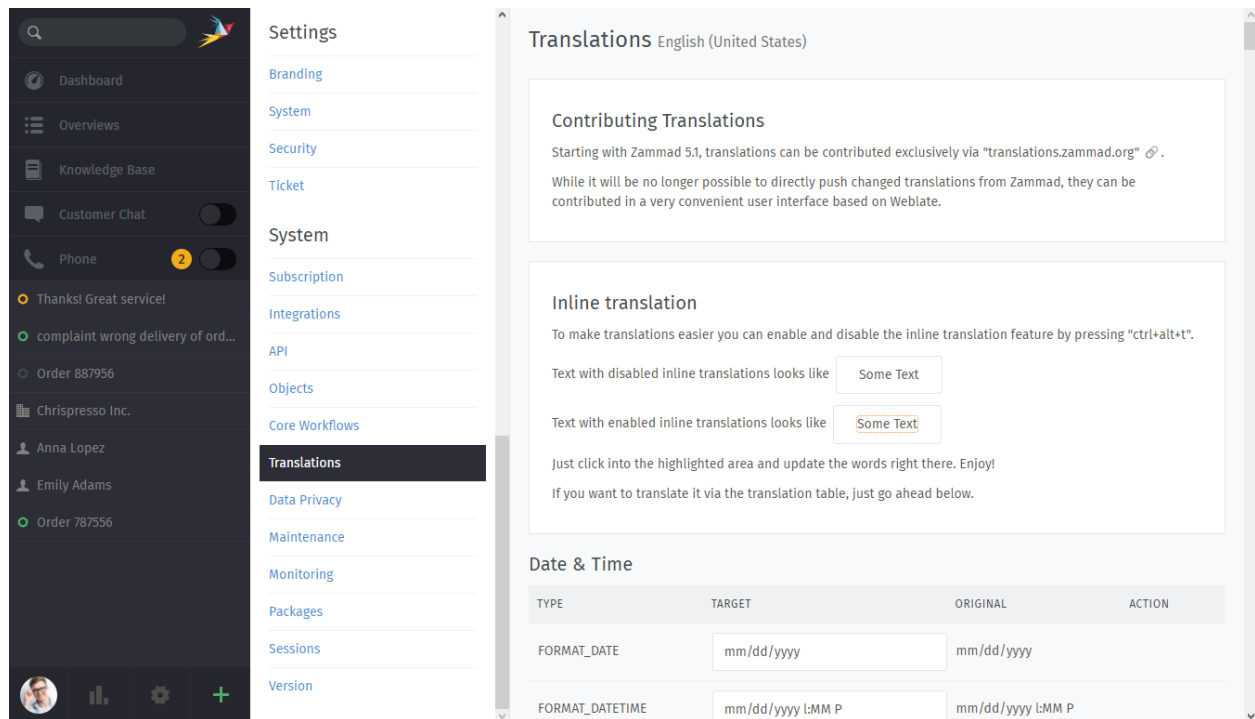 Dashboard
Overviews
Knowledge Base
Customer Chat
Phone 2
Thanks! Great service!
complaint wrong delivery of ord...
Order 887956
Chrispresso Inc.
Anna Lopez
Emily Adams
Order 787556
Settings
Branding
System
Security
Ticket
System
Subscription
Integrations
API
Objects
Core Workflows
Translations
Data Privacy
Maintenance
Monitoring
Packages
Sessions
Version
Translations English (United States)
Contributing Translations
Starting with Zammad 5.1, translations can be contributed exclusively via "translations.zammad.org" .
While it will be no longer possible to directly push changed translations from Zammad, they can be
contributed in a very convenient user interface based on Weblate.
Inline translation
To make translations easier you can enable and disable the inline translation feature by pressing "ctrl+alt+t".
Text with disabled inline translations looks like Some Text
Text with enabled inline translations looks like Some Text
Just click into the highlighted area and update the words right there. Enjoy!
If you want to translate it via the translation table, just go ahead below.
Date & Time
TYPE TARGET ORIGINAL ACTION
FORMAT_DATE mm/dd/yyyy mm/dd/yyyy
FORMAT_DATETIME mm/dd/yyyy l:MM P mm/dd/yyyy l:MM P